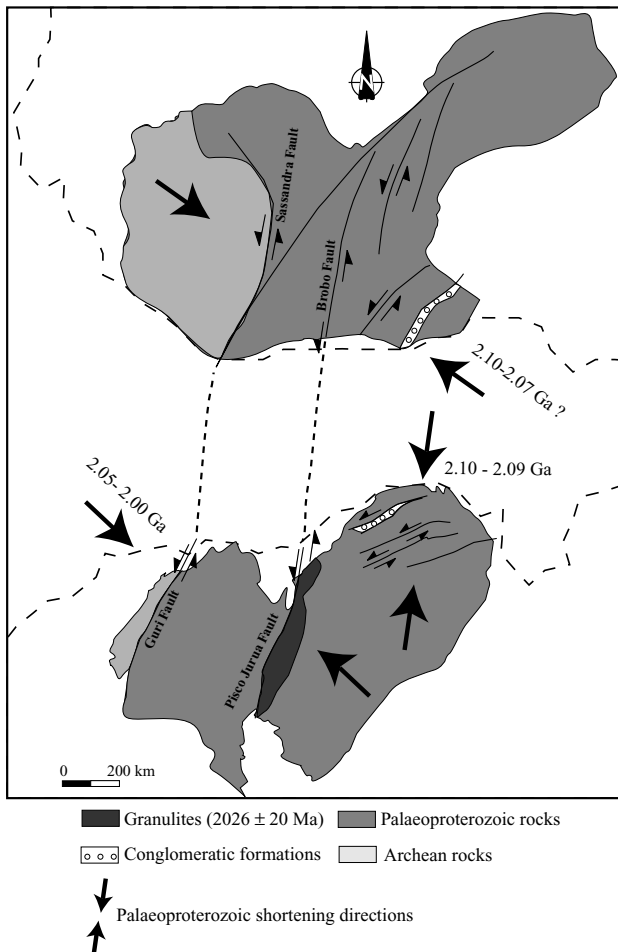 N
Sassandra Fault
Brobo Fault
2.10-2.07 Ga ?
2.10 - 2.09 Ga
2.05- 2.00 Ga
Guri Fault
Pisco Jurua Fault
0 200 km
Granulites (2026 ± 20 Ma)
Palaeoproterozoic rocks
Conglomeratic formations
Archean rocks
Palaeoproterozoic shortening directions